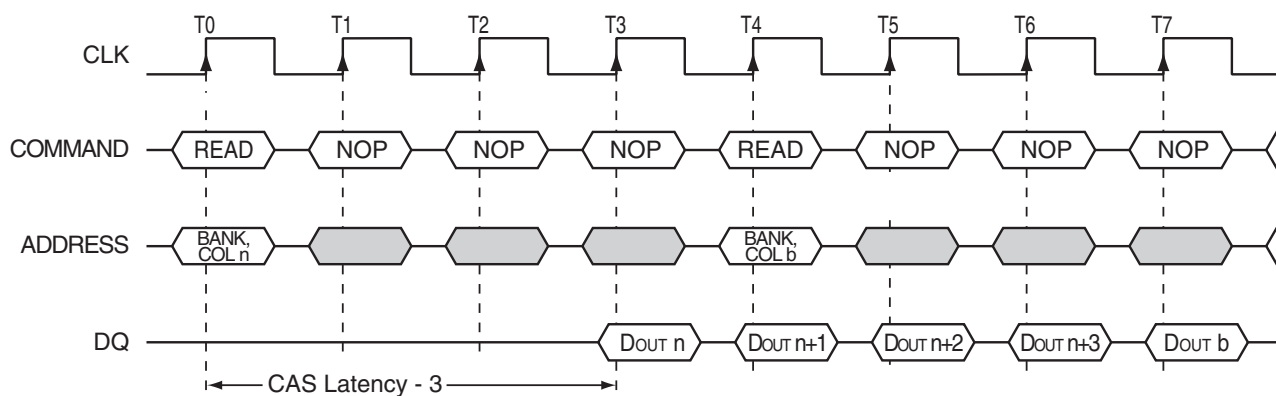 T0 T1 T2 T3 T4 T5 T6 T7
CLK
COMMAND READ NOP NOP NOP READ NOP NOP NOP
ADDRESS BANK, COL n BANK, COL b
DQ DOUT n DOUT n+1 DOUT n+2 DOUT n+3 DOUT b
CAS Latency - 3